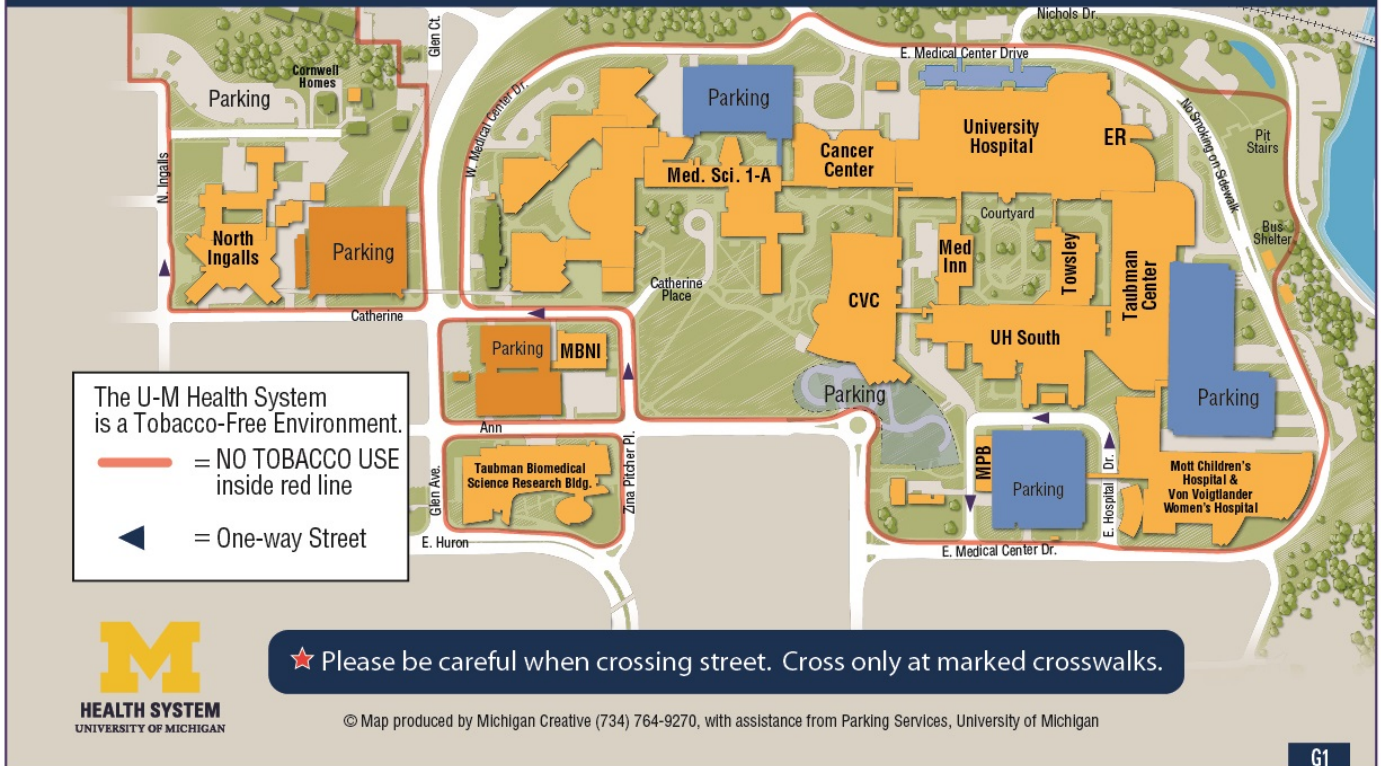 Nichols Dr.
Glen Ct.
E. Medical Center Drive
Cornwell
Homes
Parking
Parking
W. Medical Center Dr.
No Smoking on Sidewalk
University
Hospital
ER
Pit
Stairs
N. Ingalls
Med. Sci. 1-A
Cancer
Center
Courtyard
North
Ingalls
Parking
Med
Inn
Towsley
Taubman
Center
Bus
Shelter
Catherine
Place
CVC
Catherine
UH South
Parking
MBNI
Parking
Parking
The U-M Health System
is a Tobacco-Free Environment.
= NO TOBACCO USE
inside red line
= One-way Street
Ann
Glen Ave.
Taubman Biomedical
Science Research Bldg.
Zina Pitcher Pl.
MPB
Parking
E. Hospital Dr.
Mott Children's
Hospital &
Von Voigtlander
Women's Hospital
E. Huron
E. Medical Center Dr.
Please be careful when crossing street. Cross only at marked crosswalks.
M
HEALTH SYSTEM
UNIVERSITY OF MICHIGAN
© Map produced by Michigan Creative (734) 764-9270, with assistance from Parking Services, University of Michigan
G1